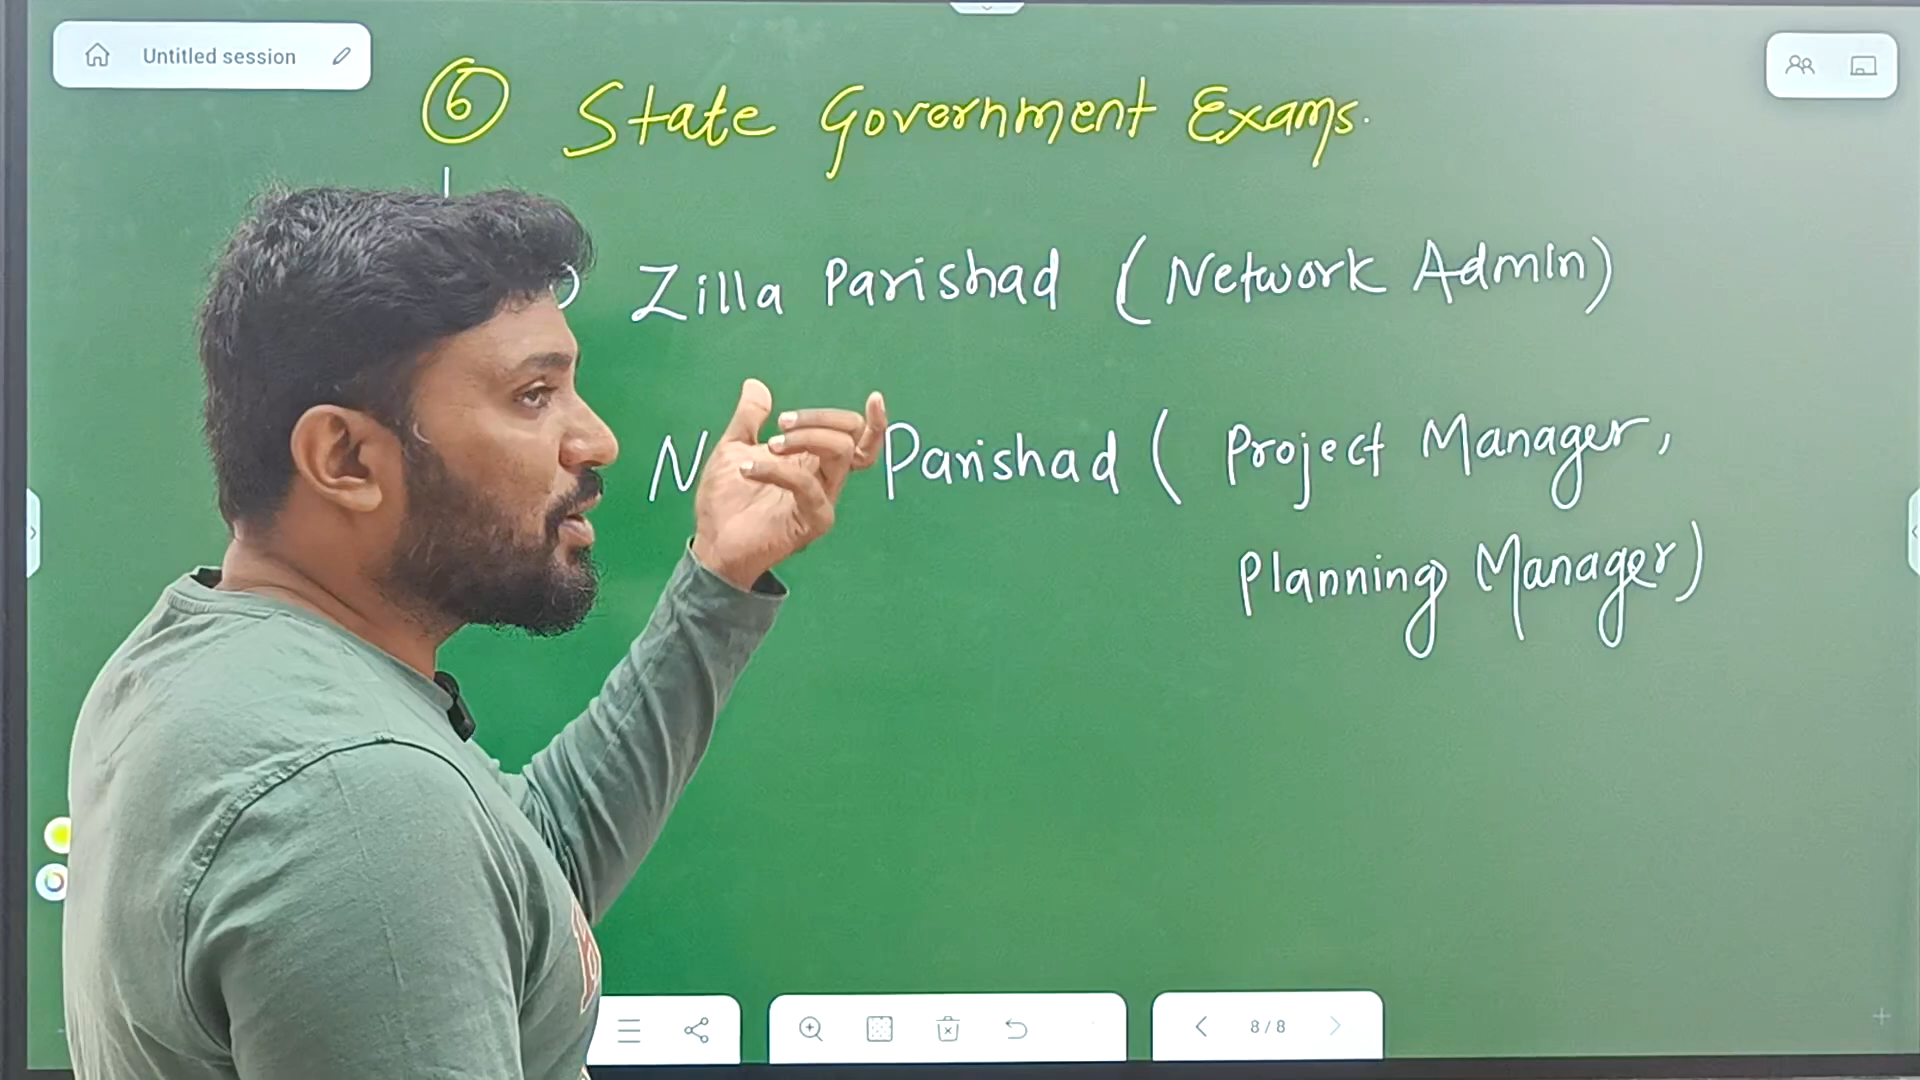 Untitled session
6 State Government Exams.
Zilla Parishad (Network Admin)
Parishad ( Project Manager,
Planning Manager)
8/8